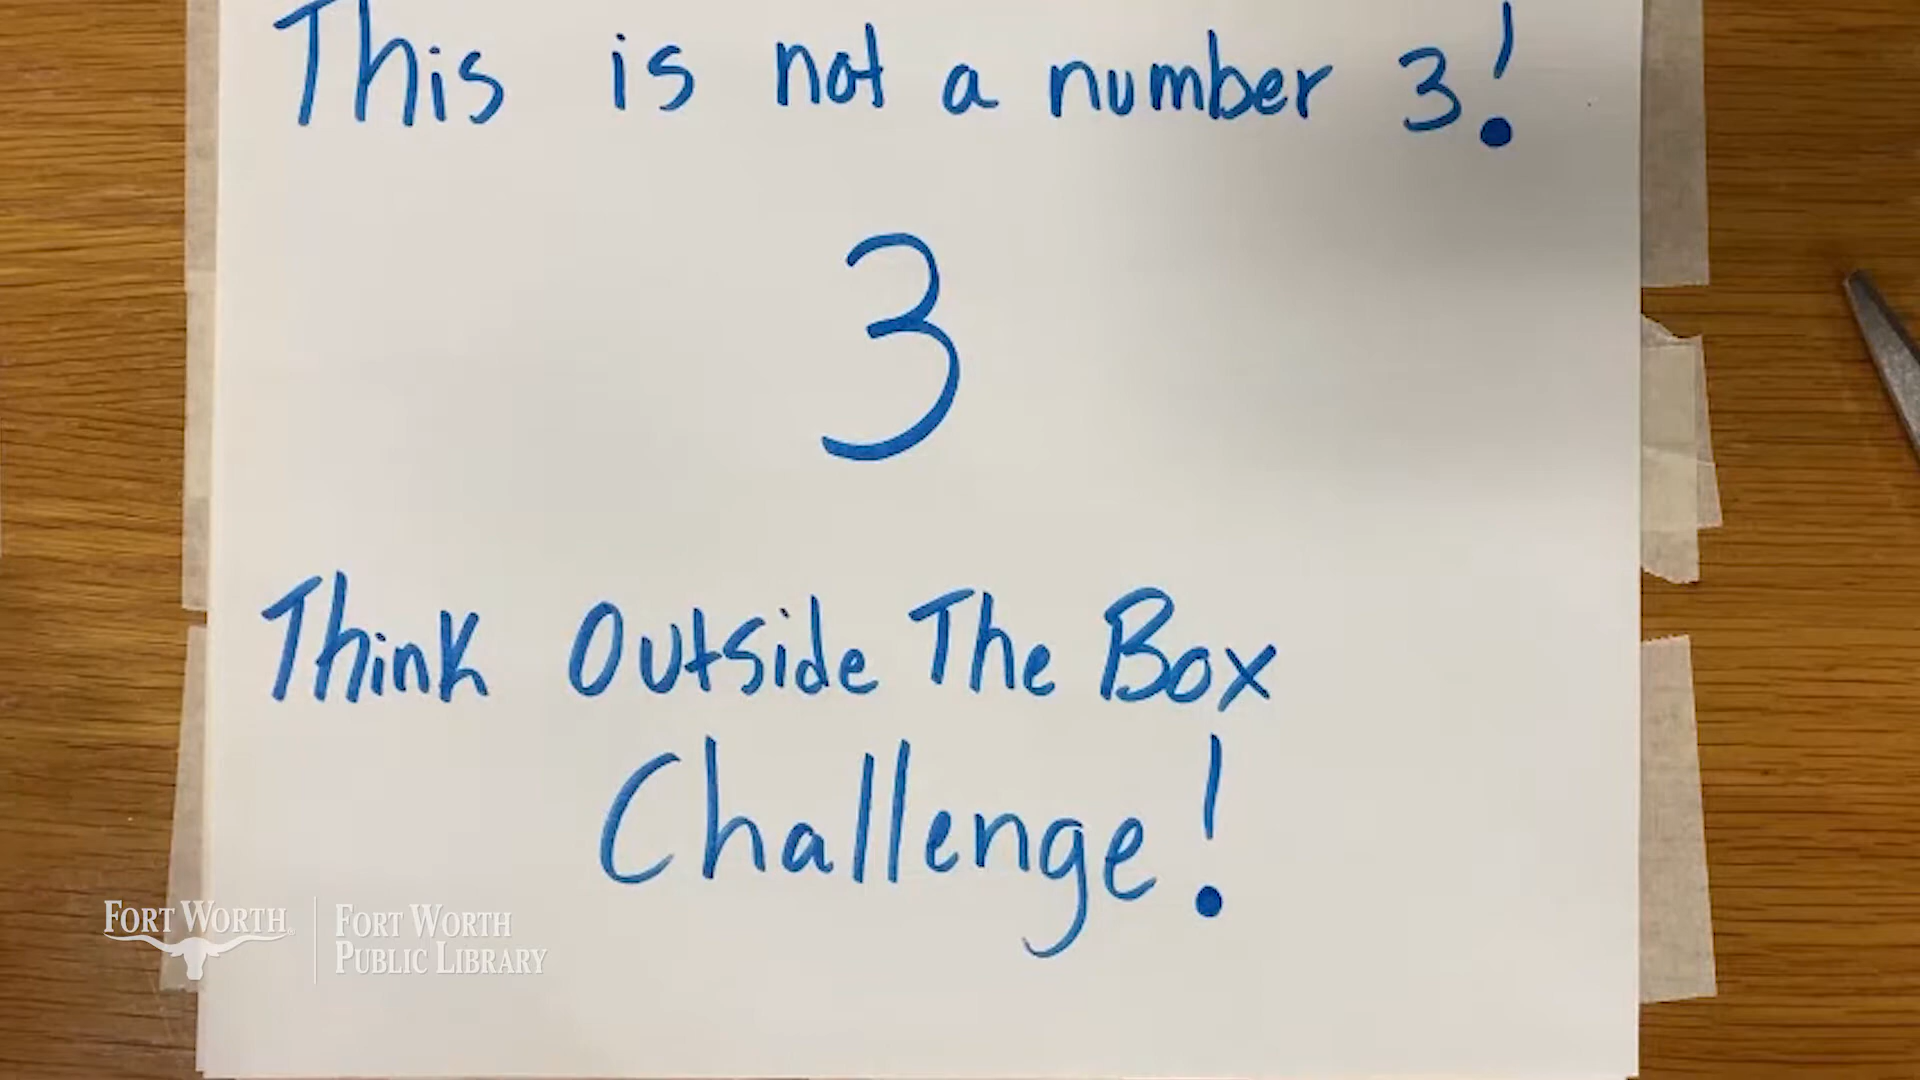 This is not a number 3!
3
Think Outside The Box
Challenge!
FORT WORTH
FORT WORTH
PUBLIC LIBRARY